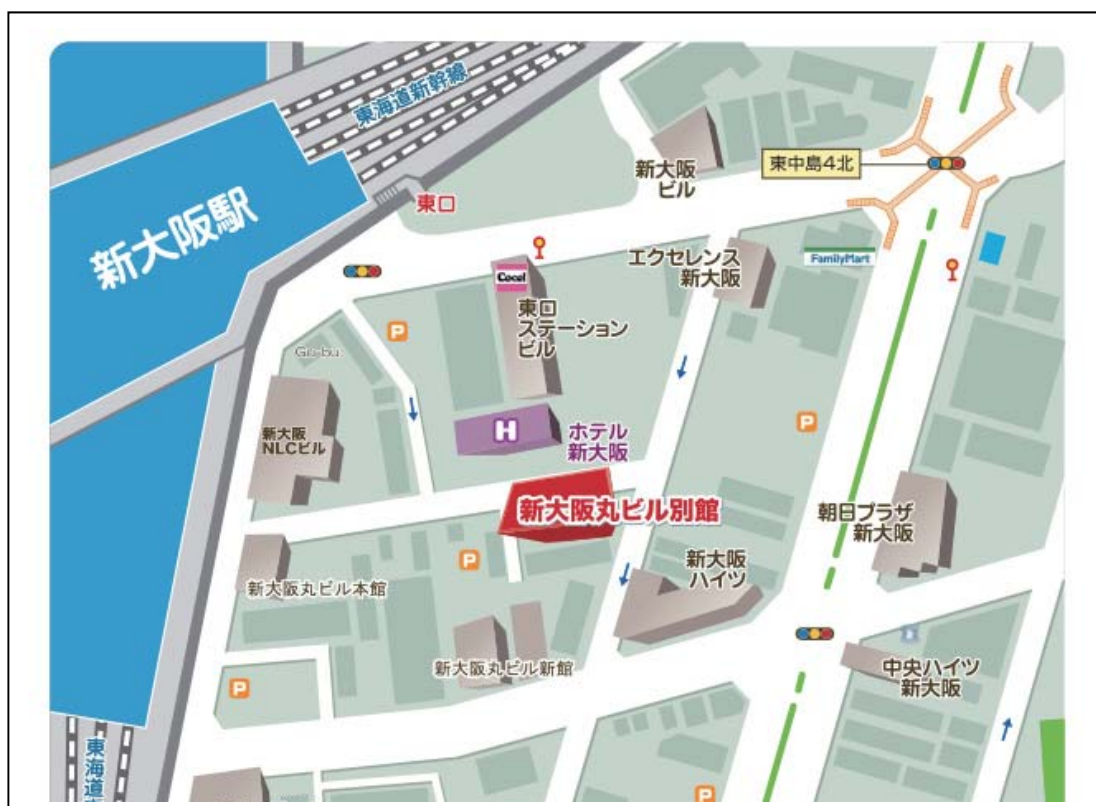 東海道新幹線
新大阪駅
東口
新大阪
ビル
東中島4北
Cocel
東口
ステーション
ビル
エクセレンス
新大阪
FamilyMart
P
Gu-bu
新大阪
NLCビル
H
ホテル
新大阪
P
新大阪丸ビル別館
朝日プラザ
新大阪
P
新大阪丸ビル本館
新大阪
ハイツ
新大阪丸ビル新館
P
中央ハイツ
新大阪
東海道
P